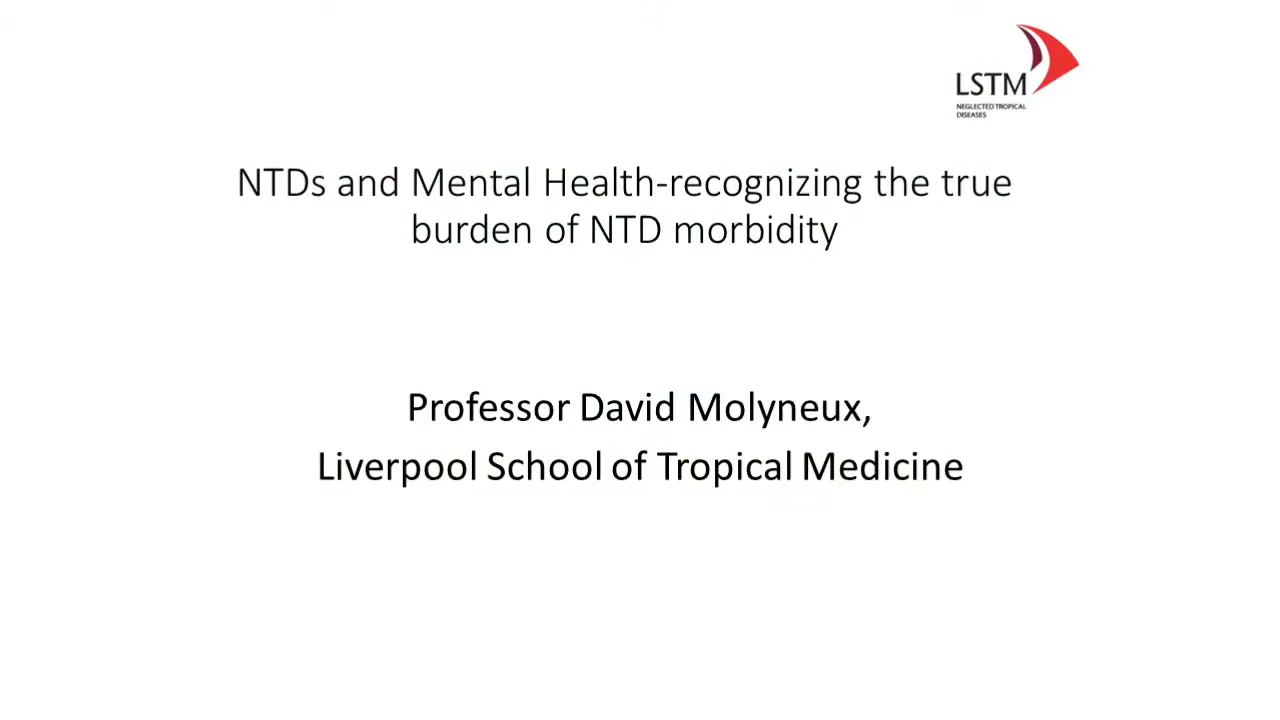 LSTM
NEGLECTED TROPICAL
DISEASES
NTDs and Mental Health-recognizing the true
burden of NTD morbidity
Professor David Molyneux,
Liverpool School of Tropical Medicine